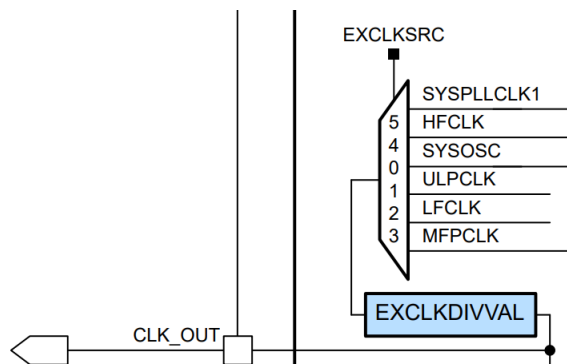 EXCLKSRC
SYSPLLCLK1
5
HFCLK
4
SYSOSC
0
ULPCLK
1
LFCLK
2
MFPCLK
3
EXCLKDIVVAL
CLK_OUT